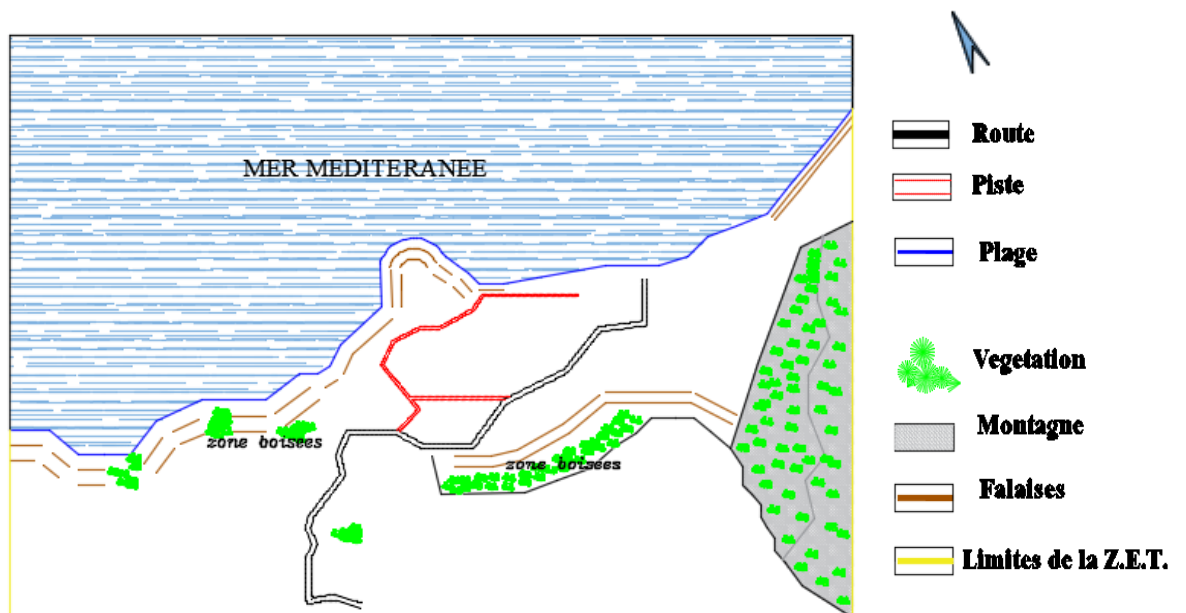 MER MEDITERANEE
zone boisees
zone boisees
Route
Piste
Plage
Vegetation
Montagne
Falaises
Limites de la Z.E.T.